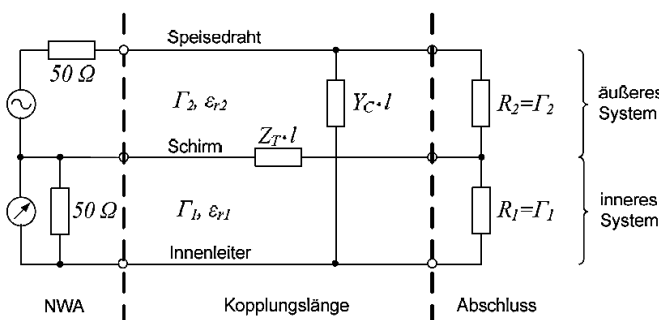 Speisedraht
50 Ω
Γ2, εr2
YC·l
R2=Γ2
äußeres
System
Schirm
ZT·l
50 Ω
Γ1, εr1
R1=Γ1
inneres
System
Innenleiter
NWA
Kopplungslänge
Abschluss